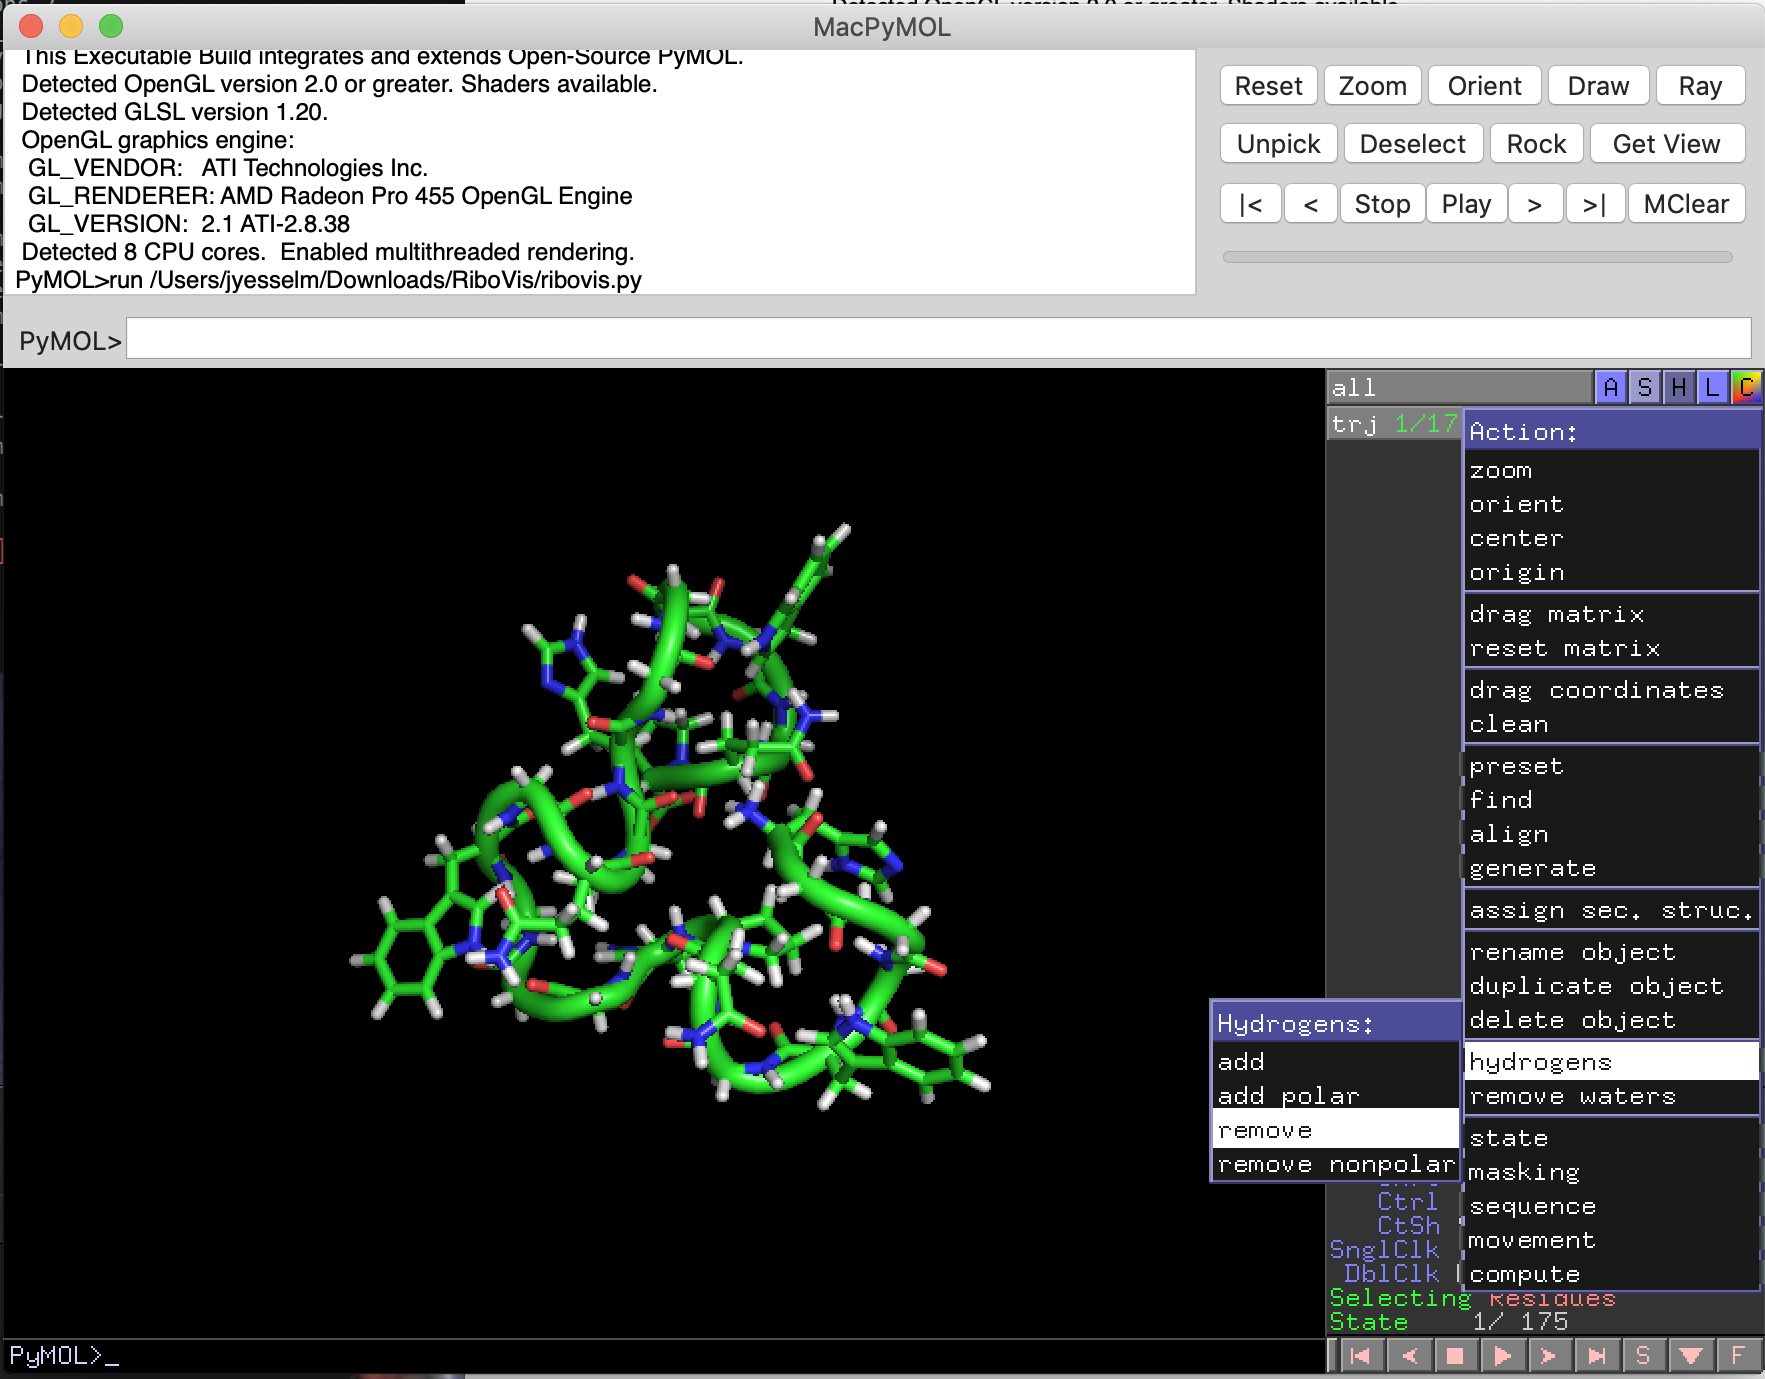 MacPyMOL
This Executable Build integrates and extends Open-Source PyMOL.
Detected OpenGL version 2.0 or greater. Shaders available.
Detected GLSL version 1.20.
OpenGL graphics engine:
GL_VENDOR:   ATI Technologies Inc.
GL_RENDERER: AMD Radeon Pro 455 OpenGL Engine
GL_VERSION:  2.1 ATI-2.8.38
Detected 8 CPU cores.  Enabled multithreaded rendering.
PyMOL>run /Users/jyesselm/Downloads/RiboVis/ribovis.py
Reset Zoom Orient Draw Ray
Unpick Deselect Rock Get View
|< < Stop Play > >| MClear
PyMOL>
all A S H L C
trj 1/17
Action:
zoom
orient
center
origin
drag matrix
reset matrix
drag coordinates
clean
preset
find
align
generate
assign sec. struc.
rename object
duplicate object
delete object
hydrogens
remove waters
state
masking
sequence
movement
compute
Hydrogens:
add
add polar
remove
remove nonpolar
Ctrl
CtSh
SnglClk
DblClk
Selecting Residues
State 1/ 175
PyMOL>_
S F